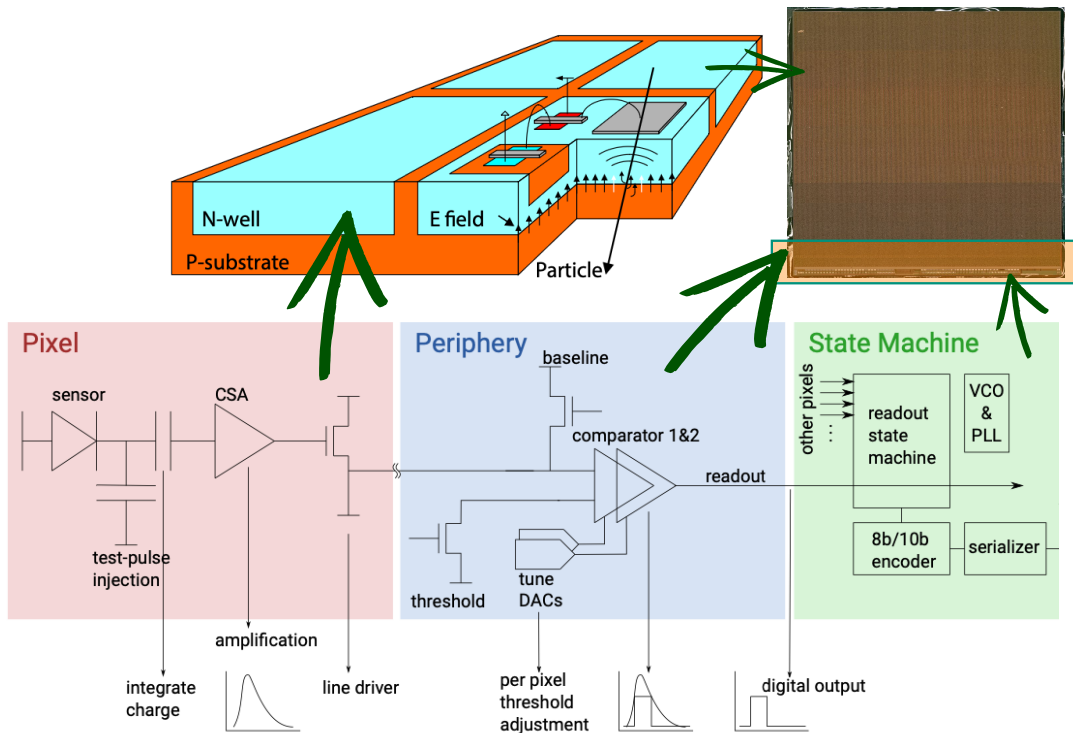 N-well
E field
P-substrate
Particle
Pixel
sensor
CSA
test-pulse
injection
Periphery
baseline
comparator 1&2
readout
threshold
tune
DACs
State Machine
other pixels
...
readout
state
machine
VCO
&
PLL
8b/10b
encoder
serializer
integrate
charge
amplification
line driver
per pixel
threshold
adjustment
digital output